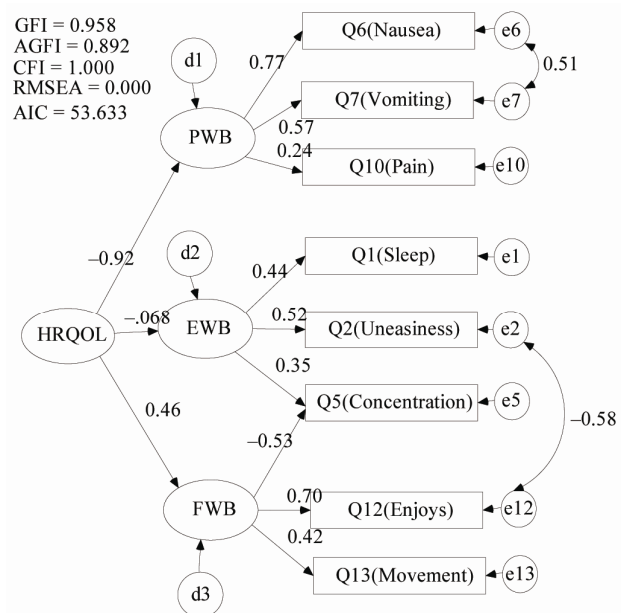 GFI = 0.958
AGFI = 0.892
CFI = 1.000
RMSEA = 0.000
AIC = 53.633
d1
Q6(Nausea)
e6
0.77
0.51
Q7(Vomiting)
e7
PWB
0.57
0.24
Q10(Pain)
e10
−0.92
d2
Q1(Sleep)
e1
0.44
HRQOL
−.068
EWB
0.52
Q2(Uneasiness)
e2
0.35
Q5(Concentration)
e5
0.46
−0.53
−0.58
FWB
0.70
Q12(Enjoys)
e12
0.42
Q13(Movement)
e13
d3